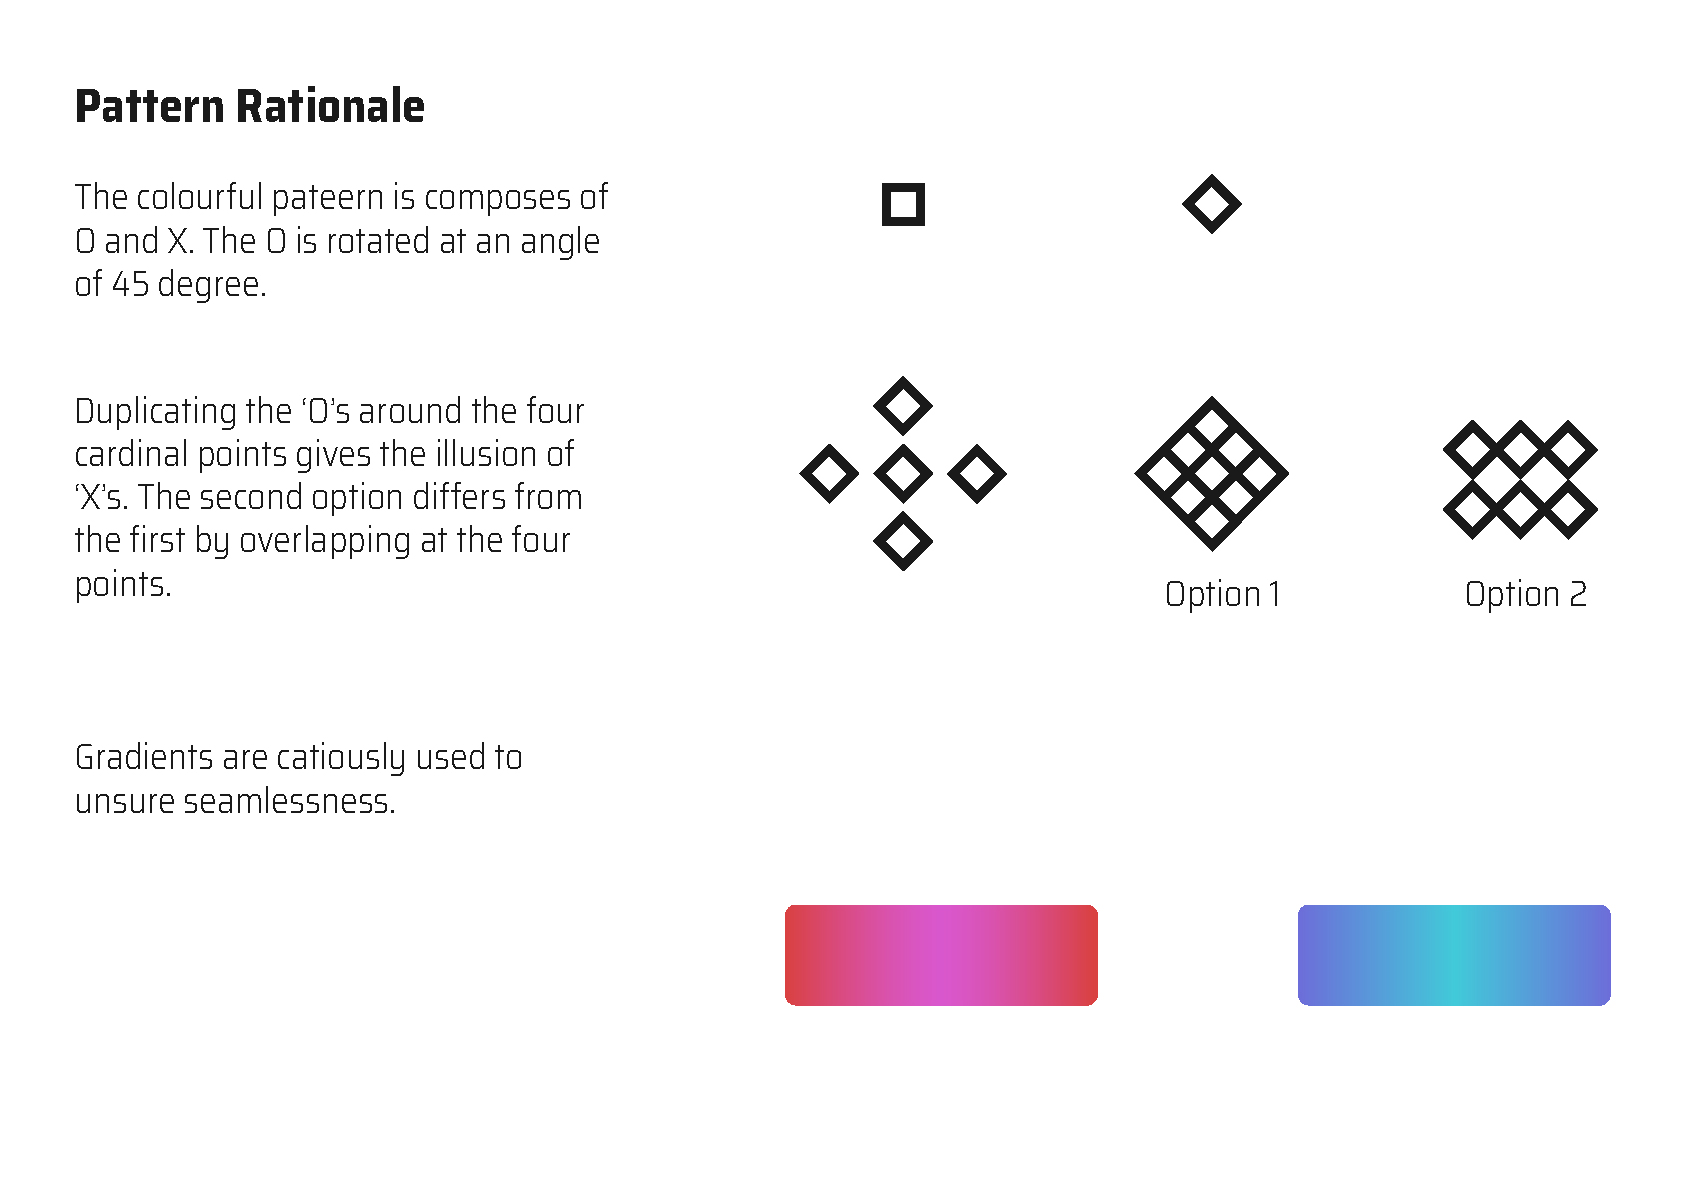 Pattern Rationale
The colourful pateern is composes of
O and X. The O is rotated at an angle
of 45 degree.
Duplicating the ‘O’s around the four
cardinal points gives the illusion of
‘X’s. The second option differs from
the first by overlapping at the four
points.
Option 1
Option 2
Gradients are catiously used to
unsure seamlessness.